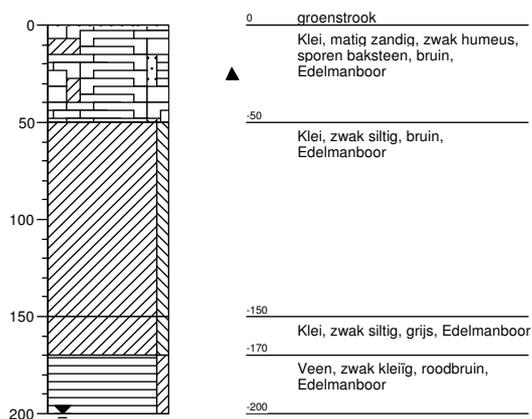 0
0 groenstrook
Klei, matig zandig, zwak humeus,
sporen baksteen, bruin,
Edelmanboor
50
-50
Klei, zwak siltig, bruin,
Edelmanboor
100
150
-150
Klei, zwak siltig, grijs, Edelmanboor
-170
Veen, zwak kleiïg, roodbruin,
Edelmanboor
200
-200